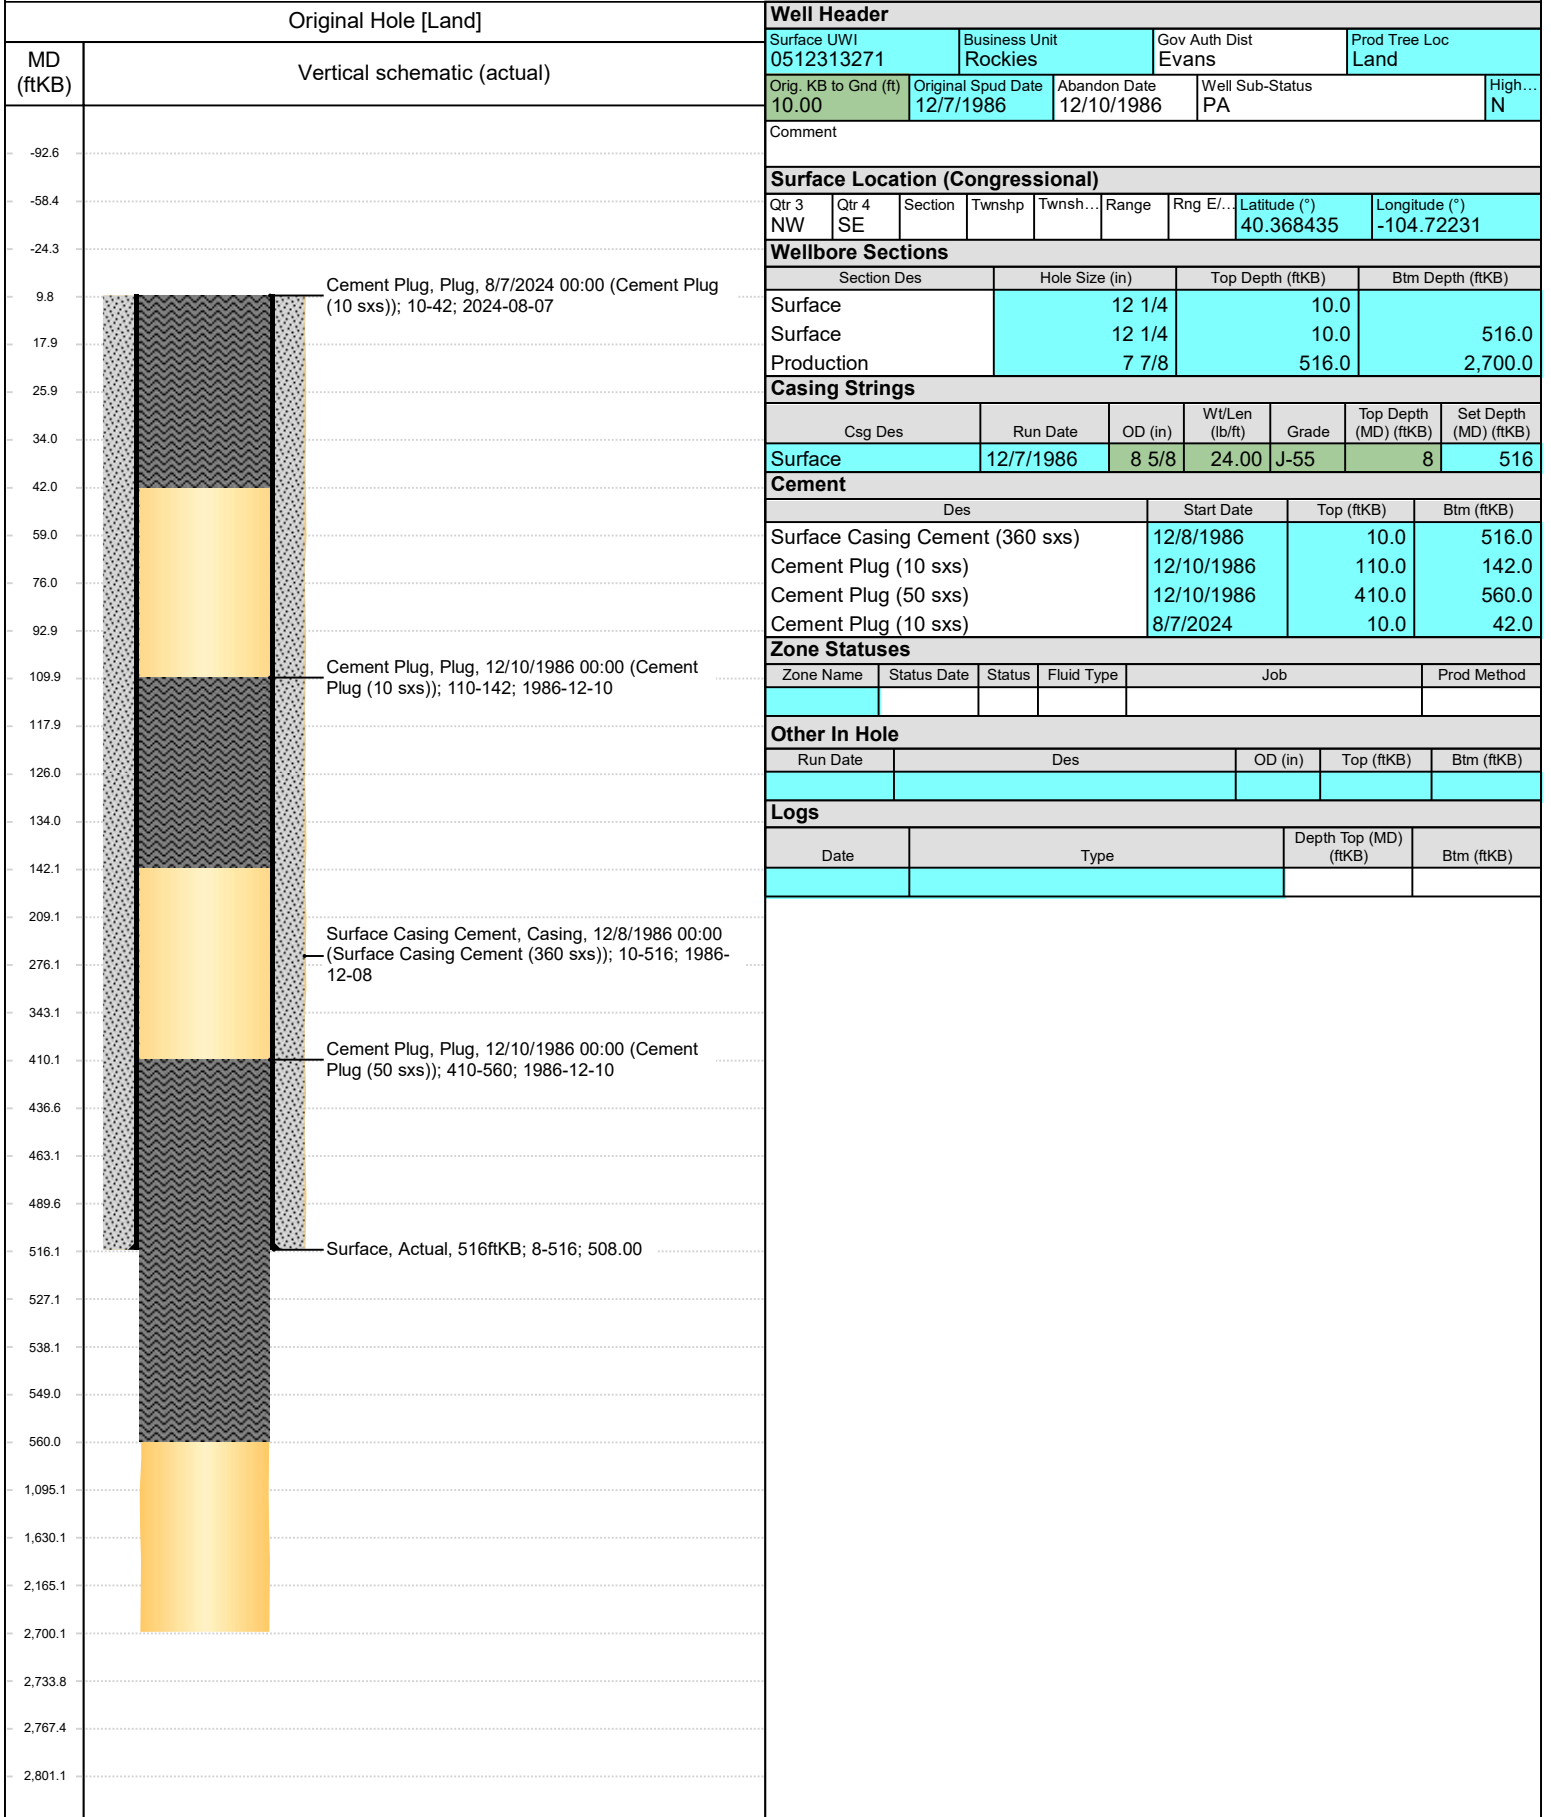 Original Hole [Land]
MD
(ftKB)
Vertical schematic (actual)
-92.6
-58.4
-24.3
9.8
17.9
25.9
34.0
42.0
59.0
76.0
92.9
109.9
117.9
126.0
134.0
142.1
209.1
276.1
343.1
410.1
436.6
463.1
489.6
516.1
527.1
538.1
549.0
560.0
1,095.1
1,630.1
2,165.1
2,700.1
2,733.8
2,767.4
2,801.1
Cement Plug, Plug, 8/7/2024 00:00 (Cement Plug
(10 sxs)); 10-42; 2024-08-07
Cement Plug, Plug, 12/10/1986 00:00 (Cement
Plug (10 sxs)); 110-142; 1986-12-10
Surface Casing Cement, Casing, 12/8/1986 00:00
(Surface Casing Cement (360 sxs)); 10-516; 1986-
12-08
Cement Plug, Plug, 12/10/1986 00:00 (Cement
Plug (50 sxs)); 410-560; 1986-12-10
Surface, Actual, 516ftKB; 8-516; 508.00
Well Header
Surface UWI Business Unit Gov Auth Dist Prod Tree Loc
0512313271 Rockies Evans Land
Orig. KB to Gnd (ft) Original Spud Date Abandon Date Well Sub-Status High...
10.00 12/7/1986 12/10/1986 PA N
Comment
Surface Location (Congressional)
Qtr 3 Qtr 4 Section Twnshp Twnsh... Range Rng E/... Latitude (°) Longitude (°)
NW SE 40.368435 -104.72231
Wellbore Sections
Section Des Hole Size (in) Top Depth (ftKB) Btm Depth (ftKB)
Surface 12 1/4 10.0
Surface 12 1/4 10.0 516.0
Production 7 7/8 516.0 2,700.0
Casing Strings
Csg Des Run Date OD (in) Wt/Len (lb/ft) Grade Top Depth (MD) (ftKB) Set Depth (MD) (ftKB)
Surface 12/7/1986 8 5/8 24.00 J-55 8 516
Cement
Des Start Date Top (ftKB) Btm (ftKB)
Surface Casing Cement (360 sxs) 12/8/1986 10.0 516.0
Cement Plug (10 sxs) 12/10/1986 110.0 142.0
Cement Plug (50 sxs) 12/10/1986 410.0 560.0
Cement Plug (10 sxs) 8/7/2024 10.0 42.0
Zone Statuses
Zone Name Status Date Status Fluid Type Job Prod Method
Other In Hole
Run Date Des OD (in) Top (ftKB) Btm (ftKB)
Logs
Date Type Depth Top (MD) (ftKB) Btm (ftKB)